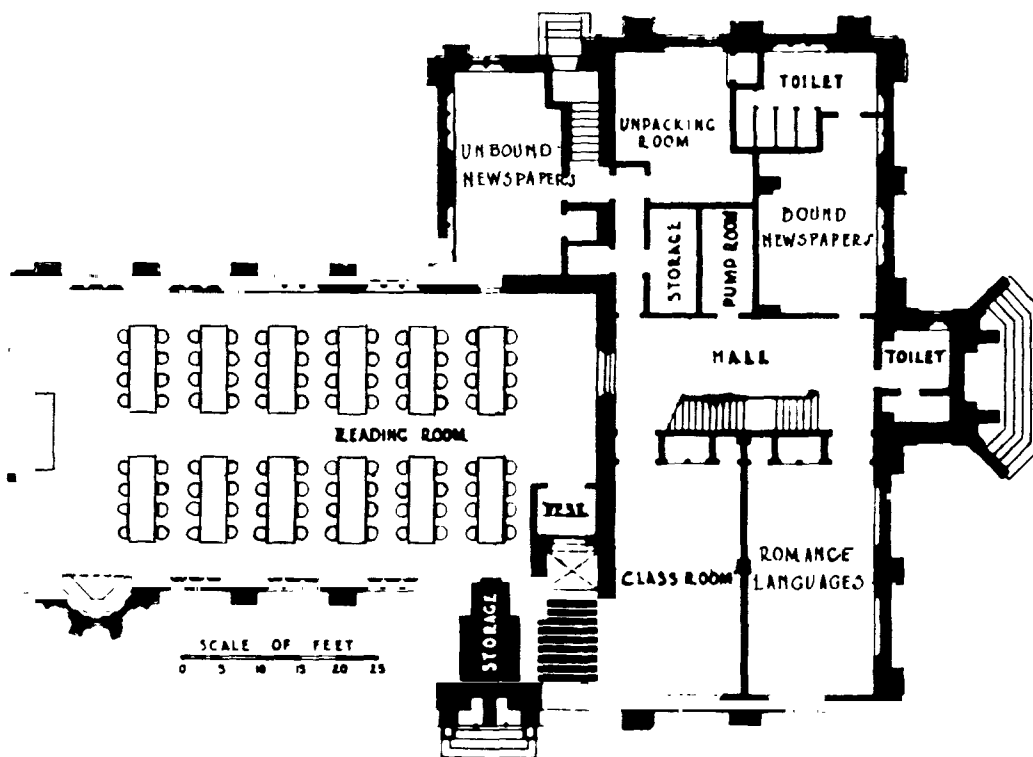 TOILET
UNPACKING
ROOM
UNBOUND
NEWSPAPERS
BOUND
NEWSPAPERS
STORAGE
PUMP ROOM
HALL
TOILET
READING ROOM
VEST.
CLASS ROOM
ROMANCE
LANGUAGES
STORAGE
SCALE OF FEET
0 5 10 15 20 25